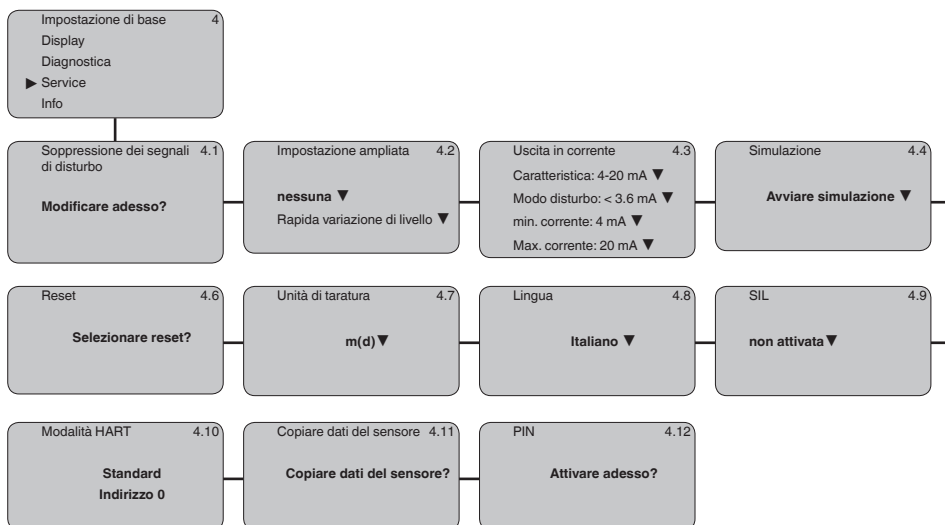 Impostazione di base 4
Display
Diagnostica
▶ Service
Info
Soppressione dei segnali 4.1
di disturbo
Modificare adesso?
Impostazione ampliata 4.2
nessuna ▼
Rapida variazione di livello ▼
Uscita in corrente 4.3
Caratteristica: 4-20 mA ▼
Modo disturbo: < 3.6 mA ▼
min. corrente: 4 mA ▼
Max. corrente: 20 mA ▼
Simulazione 4.4
Avviare simulazione ▼
Reset 4.6
Selezionare reset?
Unità di taratura 4.7
m(d) ▼
Lingua 4.8
Italiano ▼
SIL 4.9
non attivata ▼
Modalità HART 4.10
Standard
Indirizzo 0
Copiare dati del sensore 4.11
Copiare dati del sensore?
PIN 4.12
Attivare adesso?